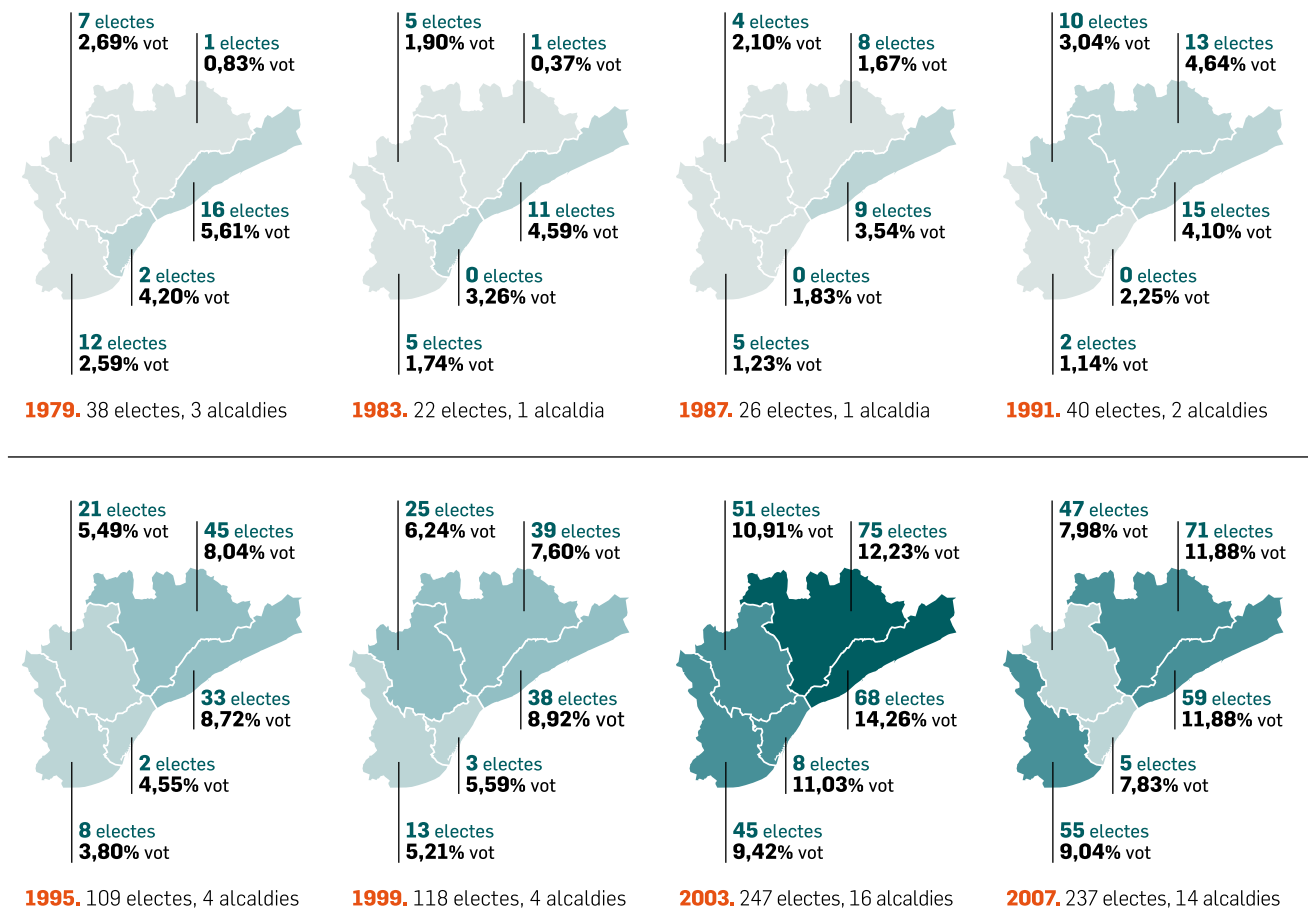 7 electes
2,69% vot
1 electes
0,83% vot
16 electes
5,61% vot
2 electes
4,20% vot
12 electes
2,59% vot
1979. 38 electes, 3 alcaldies
5 electes
1,90% vot
1 electes
0,37% vot
11 electes
4,59% vot
0 electes
3,26% vot
5 electes
1,74% vot
1983. 22 electes, 1 alcaldia
4 electes
2,10% vot
8 electes
1,67% vot
9 electes
3,54% vot
0 electes
1,83% vot
5 electes
1,23% vot
1987. 26 electes, 1 alcaldia
10 electes
3,04% vot
13 electes
4,64% vot
15 electes
4,10% vot
0 electes
2,25% vot
2 electes
1,14% vot
1991. 40 electes, 2 alcaldies
21 electes
5,49% vot
45 electes
8,04% vot
33 electes
8,72% vot
2 electes
4,55% vot
8 electes
3,80% vot
1995. 109 electes, 4 alcaldies
25 electes
6,24% vot
39 electes
7,60% vot
38 electes
8,92% vot
3 electes
5,59% vot
13 electes
5,21% vot
1999. 118 electes, 4 alcaldies
51 electes
10,91% vot
75 electes
12,23% vot
68 electes
14,26% vot
8 electes
11,03% vot
45 electes
9,42% vot
2003. 247 electes, 16 alcaldies
47 electes
7,98% vot
71 electes
11,88% vot
59 electes
11,88% vot
5 electes
7,83% vot
55 electes
9,04% vot
2007. 237 electes, 14 alcaldies